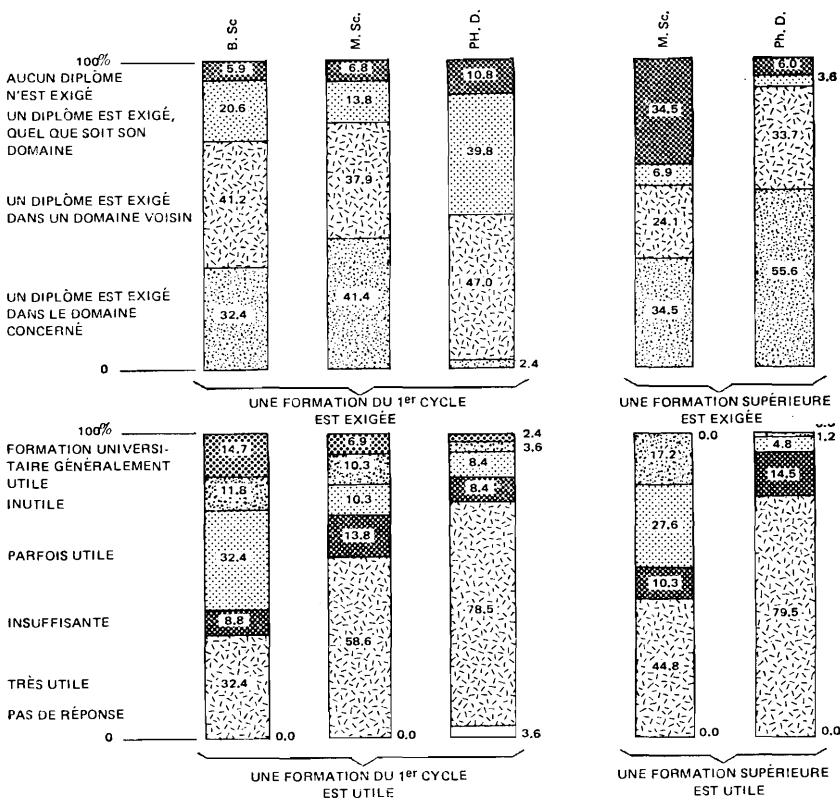 B. Sc
M. Sc.
PH. D.
M. Sc.
Ph. D.
100%
AUCUN DIPLÔME
N'EST EXIGÉ
UN DIPLÔME EST EXIGÉ,
QUEL QUE SOIT SON
DOMAINE
UN DIPLÔME EST EXIGÉ
DANS UN DOMAINE VOISIN
UN DIPLÔME EST EXIGÉ
DANS LE DOMAINE
CONCERNÉ
0
5.9
20.6
41.2
32.4
6.8
13.8
37.9
41.4
10.8
39.8
47.0
2.4
34.5
6.9
24.1
34.5
6.0
3.6
33.7
55.6
UNE FORMATION DU 1er CYCLE
EST EXIGÉE
UNE FORMATION SUPÉRIEURE
EST EXIGÉE
100%
FORMATION UNIVERSI-
TAIRE GÉNÉRALEMENT
UTILE
INUTILE
PARFOIS UTILE
INSUFFISANTE
TRÈS UTILE
PAS DE RÉPONSE
0
14.7
11.8
32.4
8.8
32.4
0.0
6.9
10.3
10.3
13.8
58.6
0.0
2.4
3.6
8.4
8.4
78.5
3.6
0.0
17.2
27.6
10.3
44.8
0.0
1.2
4.8
14.5
79.5
0.0
UNE FORMATION DU 1er CYCLE
EST UTILE
UNE FORMATION SUPÉRIEURE
EST UTILE